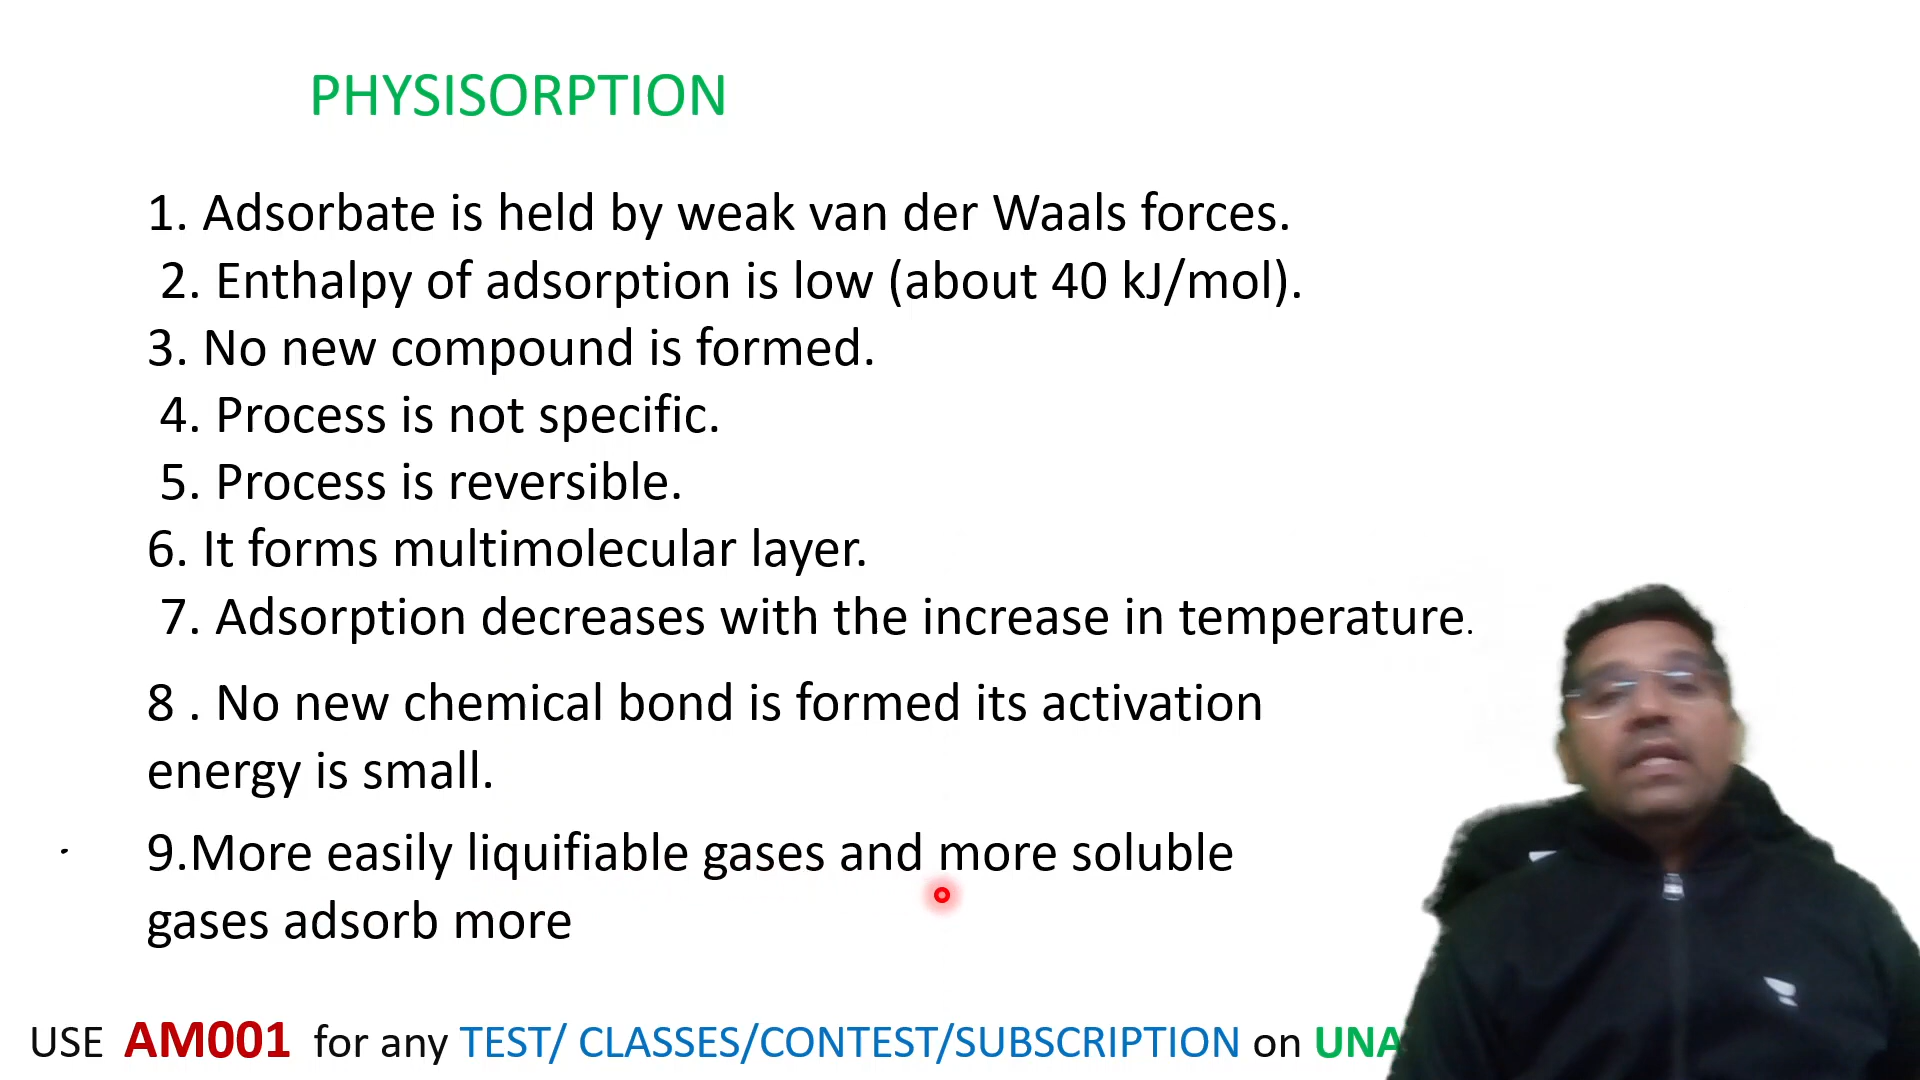 PHYSISORPTION
1. Adsorbate is held by weak van der Waals forces.
2. Enthalpy of adsorption is low (about 40 kJ/mol).
3. No new compound is formed.
4. Process is not specific.
5. Process is reversible.
6. It forms multimolecular layer.
7. Adsorption decreases with the increase in temperature.
8 . No new chemical bond is formed its activation
energy is small.
9.More easily liquifiable gases and more soluble
gases adsorb more
USE AM001 for any TEST/ CLASSES/CONTEST/SUBSCRIPTION on UNA